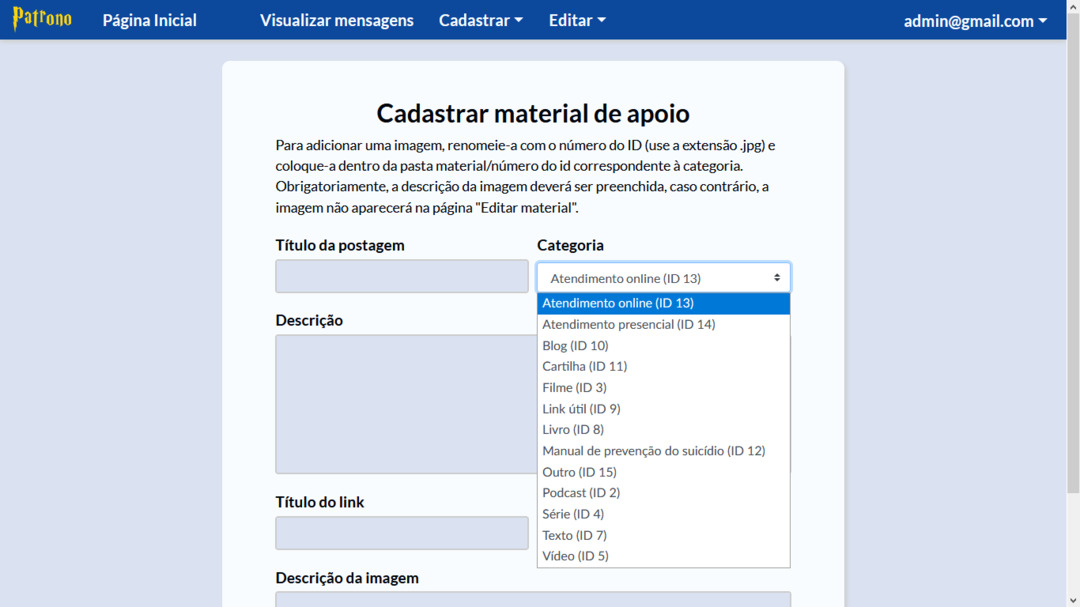 Patrono Página Inicial Visualizar mensagens Cadastrar Editar admin@gmail.com
Cadastrar material de apoio
Para adicionar uma imagem, renomeie-a com o número do ID (use a extensão .jpg) e
coloque-a dentro da pasta material/número do id correspondente à categoria.
Obrigatoriamente, a descrição da imagem deverá ser preenchida, caso contrário, a
imagem não aparecerá na página "Editar material".
Título da postagem
Categoria
Atendimento online (ID 13)
Atendimento online (ID 13)
Atendimento presencial (ID 14)
Blog (ID 10)
Cartilha (ID 11)
Filme (ID 3)
Link útil (ID 9)
Livro (ID 8)
Manual de prevenção do suicídio (ID 12)
Outro (ID 15)
Podcast (ID 2)
Série (ID 4)
Texto (ID 7)
Vídeo (ID 5)
Descrição
Título do link
Descrição da imagem